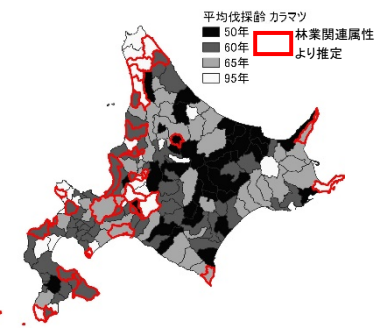 平均伐採齢 カラマツ
50年
60年
65年
95年
林業関連属性
より推定